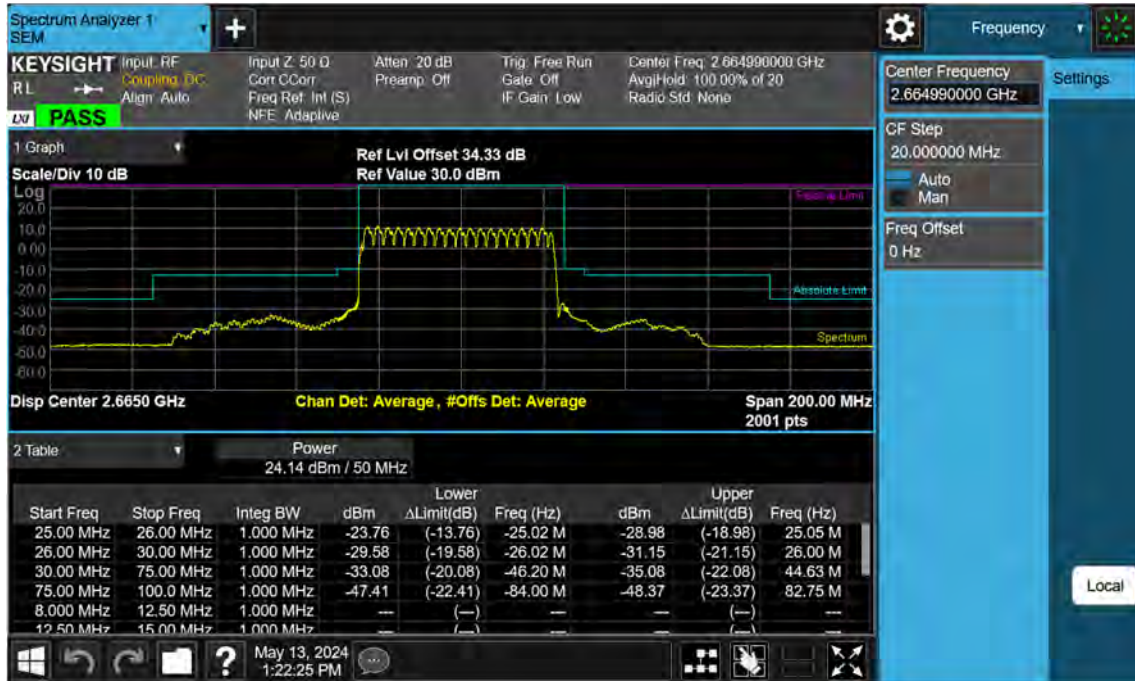 Spectrum Analyzer 1
SEM
+
Frequency
KEYSIGHT
RL
LXI
PASS
Input: RF
Coupling: DC
Align: Auto
Input Z: 50 Ω
Corr CCorr
Freq Ref: Int (S)
NFE: Adaptive
Atten: 20 dB
Preamp: Off
Trig: Free Run
Gate: Off
IF Gain: Low
Center Freq: 2.664990000 GHz
Avg|Hold: 100.00% of 20
Radio Std: None
Center Frequency
2.664990000 GHz
Settings
CF Step
20.000000 MHz
Auto
Man
Freq Offset
0 Hz
Local
1 Graph
Scale/Div 10 dB
Ref Lvl Offset 34.33 dB
Ref Value 30.0 dBm
Log
20.0
10.0
0.00
-10.0
-20.0
-30.0
-40.0
-50.0
-60.0
Absolute Limit
Spectrum
Disp Center 2.6650 GHz
Chan Det: Average, #Offs Det: Average
Span 200.00 MHz
2001 pts
2 Table
Power
24.14 dBm / 50 MHz
Lower Upper
Start Freq Stop Freq Integ BW dBm ΔLimit(dB) Freq (Hz) dBm ΔLimit(dB) Freq (Hz)
25.00 MHz 26.00 MHz 1.000 MHz -23.76 (-13.76) -25.02 M -28.98 (-18.98) 25.05 M
26.00 MHz 30.00 MHz 1.000 MHz -29.58 (-19.58) -26.02 M -31.15 (-21.15) 26.00 M
30.00 MHz 75.00 MHz 1.000 MHz -33.08 (-20.08) -46.20 M -35.08 (-22.08) 44.63 M
75.00 MHz 100.0 MHz 1.000 MHz -47.41 (-22.41) -84.00 M -48.37 (-23.37) 82.75 M
8.000 MHz 12.50 MHz 1.000 MHz --- (---) --- --- (---) ---
12.50 MHz 15.00 MHz 1.000 MHz --- (---) --- --- (---) ---
?
May 13, 2024
1:22:25 PM